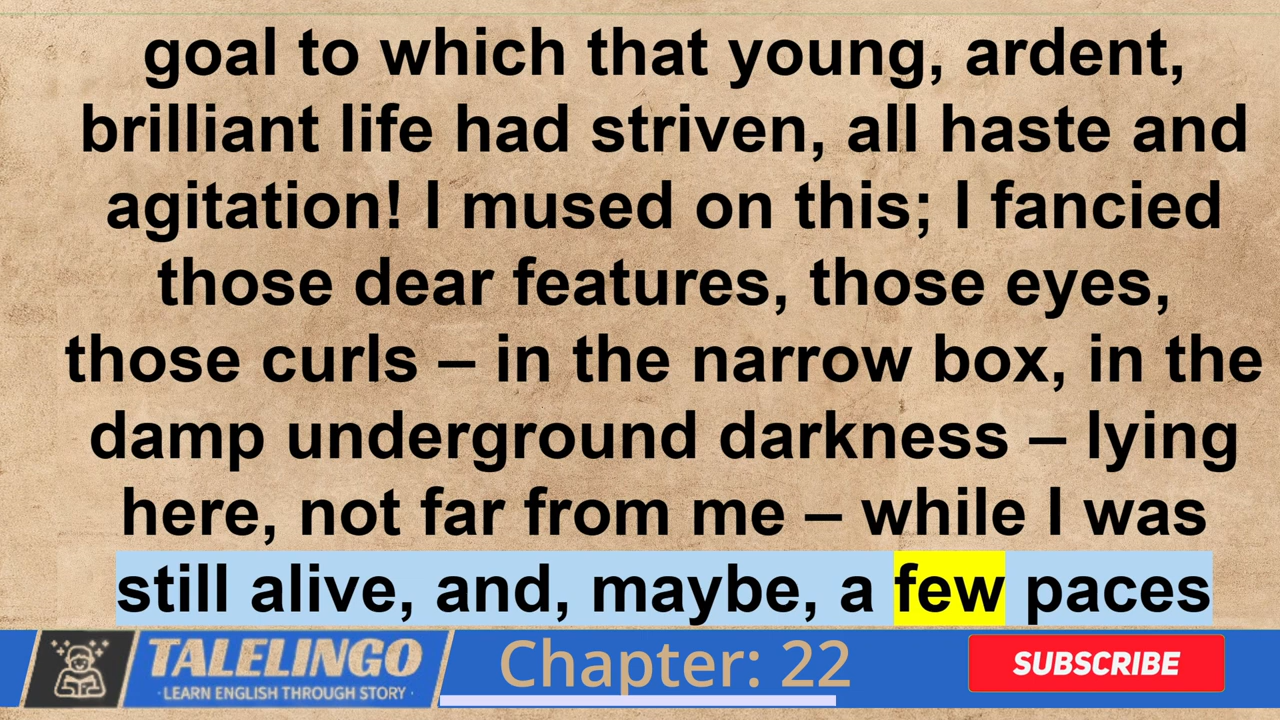 goal to which that young, ardent,
brilliant life had striven, all haste and
agitation! I mused on this; I fancied
those dear features, those eyes,
those curls – in the narrow box, in the
damp underground darkness – lying
here, not far from me – while I was
still alive, and, maybe, a few paces
TALELINGO
· LEARN ENGLISH THROUGH STORY ·
Chapter: 22
SUBSCRIBE